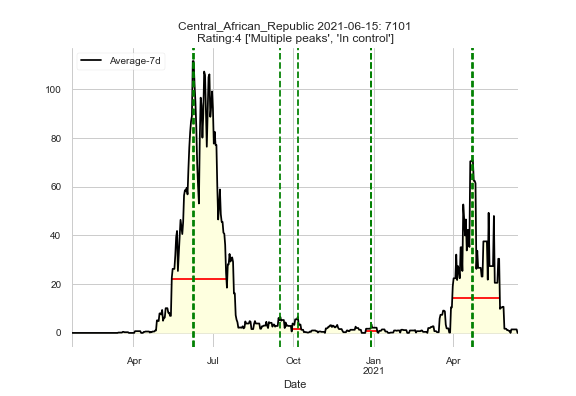 Central_African_Republic 2021-06-15: 7101
Rating:4 ['Multiple peaks', 'In control']
Average-7d
100
80
60
40
20
0
Apr
Jul
Oct
Jan
2021
Apr
Date